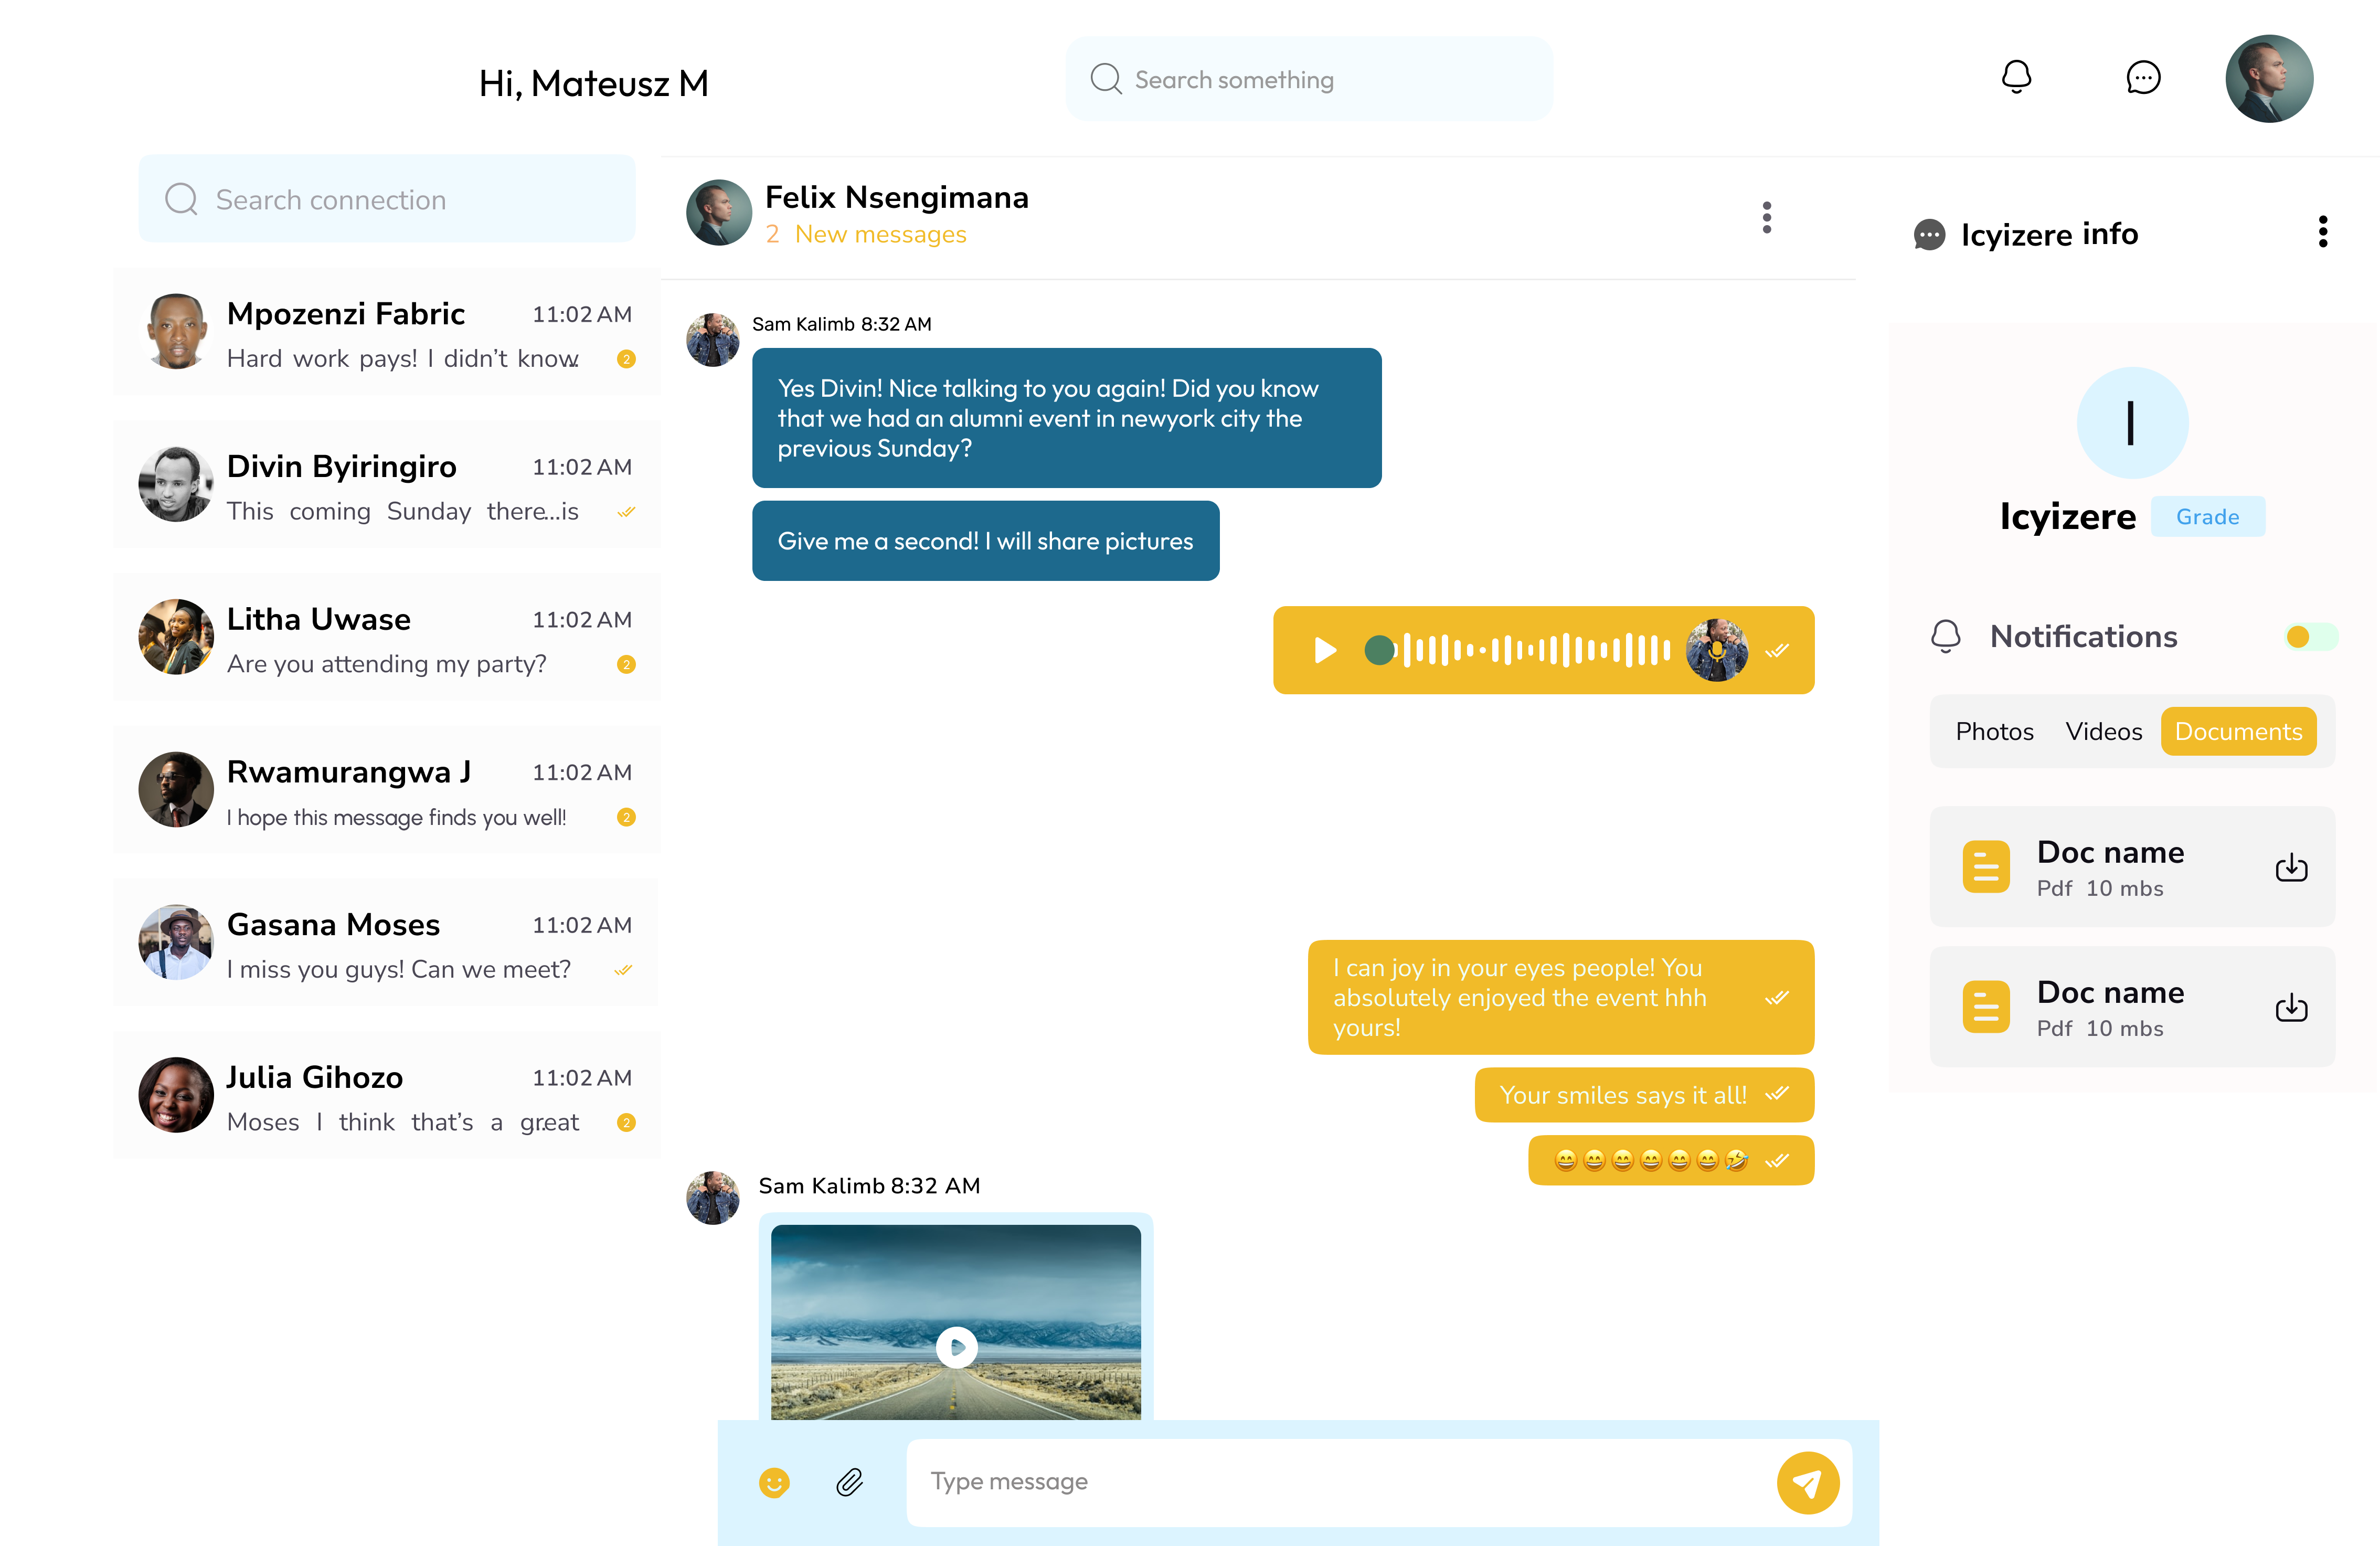 Hi, Mateusz M
Search something
Search connection
Mpozenzi Fabric 11:02 AM
Hard work pays! I didn’t know... 2
Divin Byiringiro 11:02 AM
This coming Sunday there...is
Litha Uwase 11:02 AM
Are you attending my party? 2
Rwamurangwa J 11:02 AM
I hope this message finds you well! 2
Gasana Moses 11:02 AM
I miss you guys! Can we meet?
Julia Gihozo 11:02 AM
Moses I think that’s a great 2
Felix Nsengimana
2 New messages
Sam Kalimb 8:32 AM
Yes Divin! Nice talking to you again! Did you know
that we had an alumni event in newyork city the
previous Sunday?
Give me a second! I will share pictures
I can joy in your eyes people! You
absolutely enjoyed the event hhh
yours!
Your smiles says it all!
😄😄😄😄😄😄🤣
Sam Kalimb 8:32 AM
Type message
Icyizere info
I
Icyizere Grade
Notifications
Photos Videos Documents
Doc name
Pdf 10 mbs
Doc name
Pdf 10 mbs